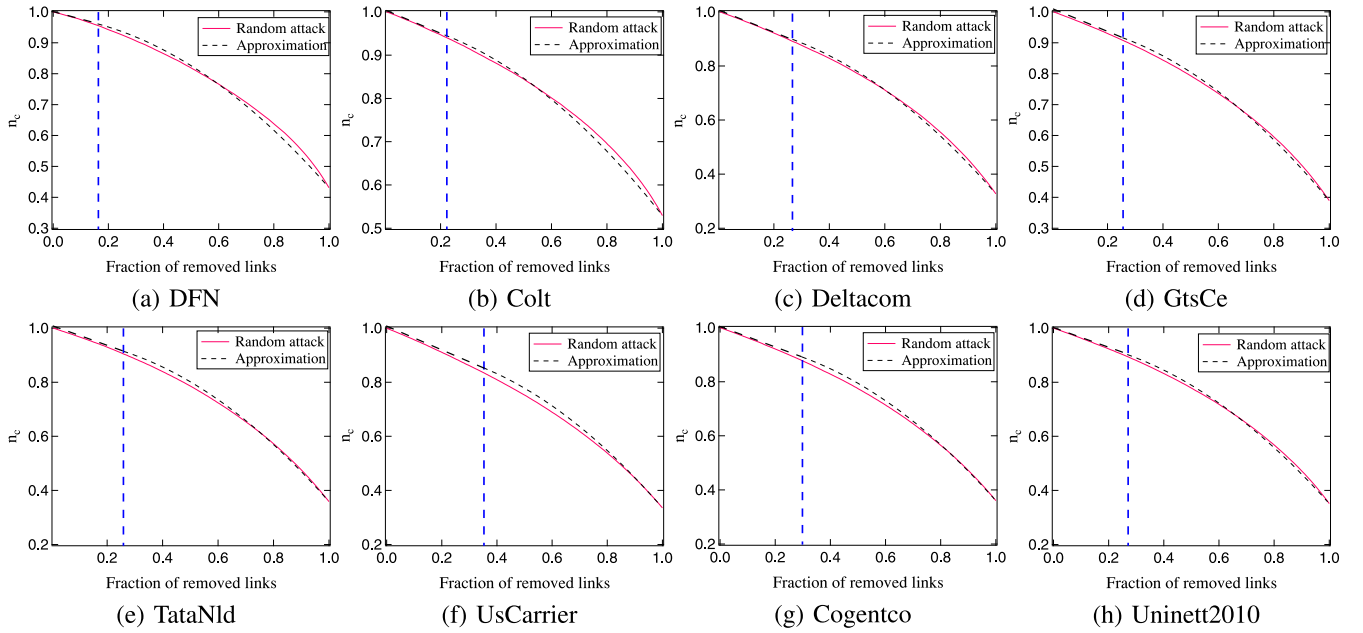 1.0
0.9
0.8
0.7
0.6
0.5
0.4
0.3
n_c
Random attack
Approximation
0.0 0.2 0.4 0.6 0.8 1.0
Fraction of removed links
(a) DFN
1.0
0.9
0.8
0.7
0.6
0.5
n_c
Random attack
Approximation
0.0 0.2 0.4 0.6 0.8 1.0
Fraction of removed links
(b) Colt
1.0
0.8
0.6
0.4
0.2
n_c
Random attack
Approximation
0.2 0.4 0.6 0.8 1.0
Fraction of removed links
(c) Deltacom
1.0
0.9
0.8
0.7
0.6
0.5
0.4
0.3
n_c
Random attack
Approximation
0.2 0.4 0.6 0.8 1.0
Fraction of removed links
(d) GtsCe
1.0
0.8
0.6
0.4
0.2
n_c
Random attack
Approximation
0.2 0.4 0.6 0.8 1.0
Fraction of removed links
(e) TataNld
1.0
0.8
0.6
0.4
0.2
n_c
Random attack
Approximation
0.0 0.2 0.4 0.6 0.8 1.0
Fraction of removed links
(f) UsCarrier
1.0
0.8
0.6
0.4
0.2
n_c
Random attack
Approximation
0.0 0.2 0.4 0.6 0.8 1.0
Fraction of removed links
(g) Cogentco
1.0
0.8
0.6
0.4
0.2
n_c
Random attack
Approximation
0.0 0.2 0.4 0.6 0.8 1.0
Fraction of removed links
(h) Uninett2010